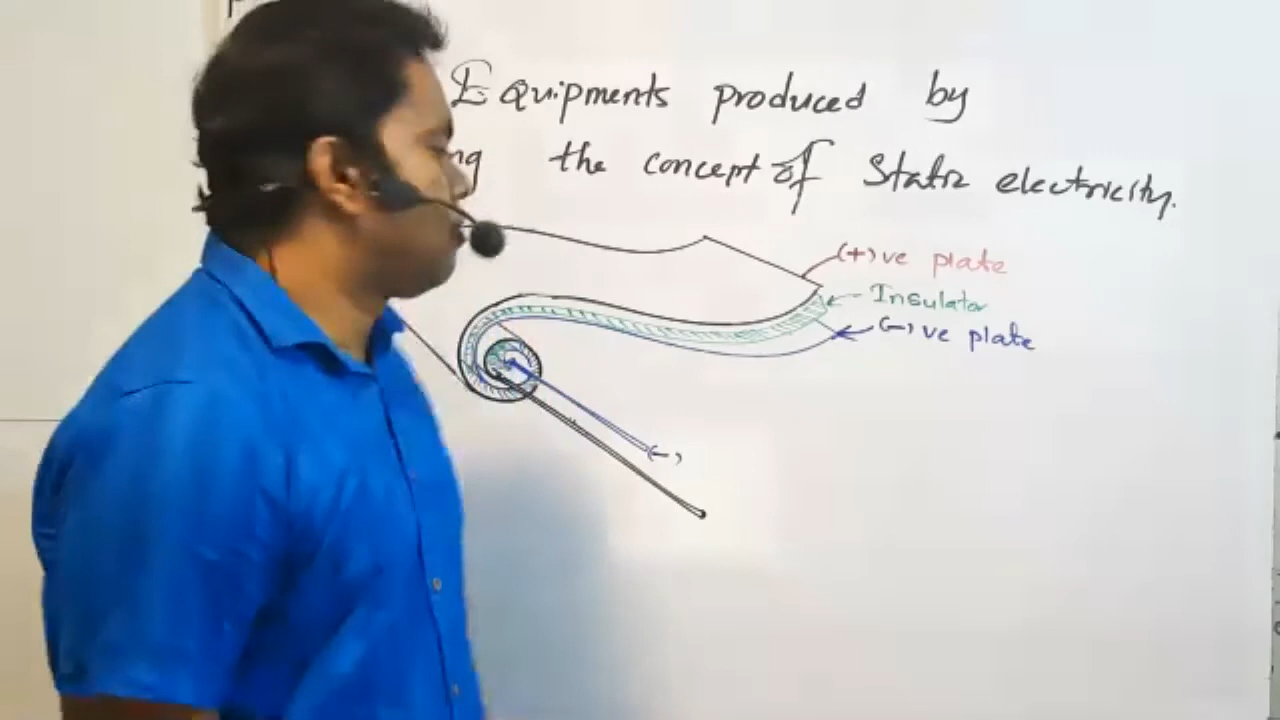 Equipments produced by
ng the concept of Static electricity.
(+)ve plate
Insulator
(-)ve plate
(-)